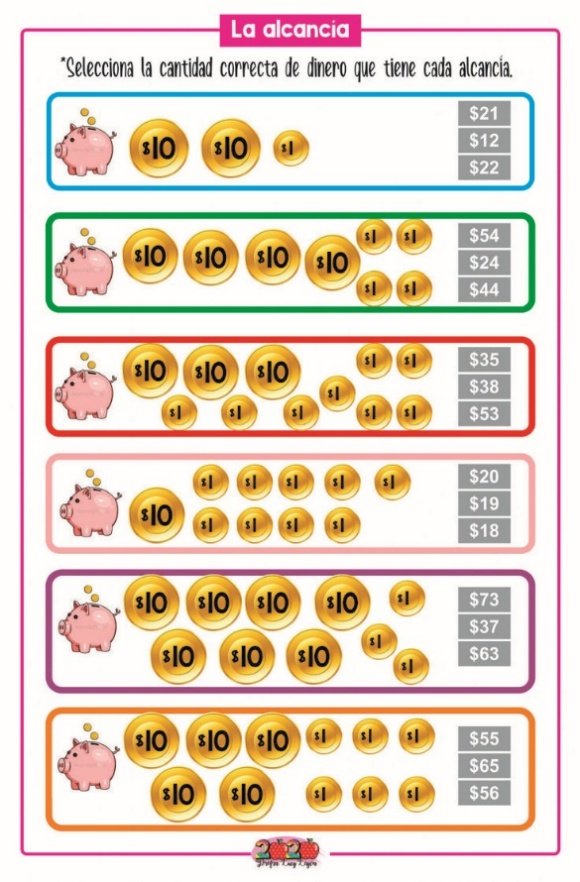 La alcancía
*Selecciona la cantidad correcta de dinero que tiene cada alcancía.
$10 $10 $1
$21
$12
$22
$10 $10 $10 $10 $1 $1
$1 $1
$54
$24
$44
$10 $10 $10 $1 $1
$1
$1 $1 $1 $1 $1
$35
$38
$53
$1 $1 $1 $1 $1
$10
$1 $1 $1 $1
$20
$19
$18
$10 $10 $10 $10 $1
$1
$10 $10 $10 $1
$73
$37
$63
$10 $10 $10 $1 $1 $1
$10 $10 $1 $1 $1
$55
$65
$56